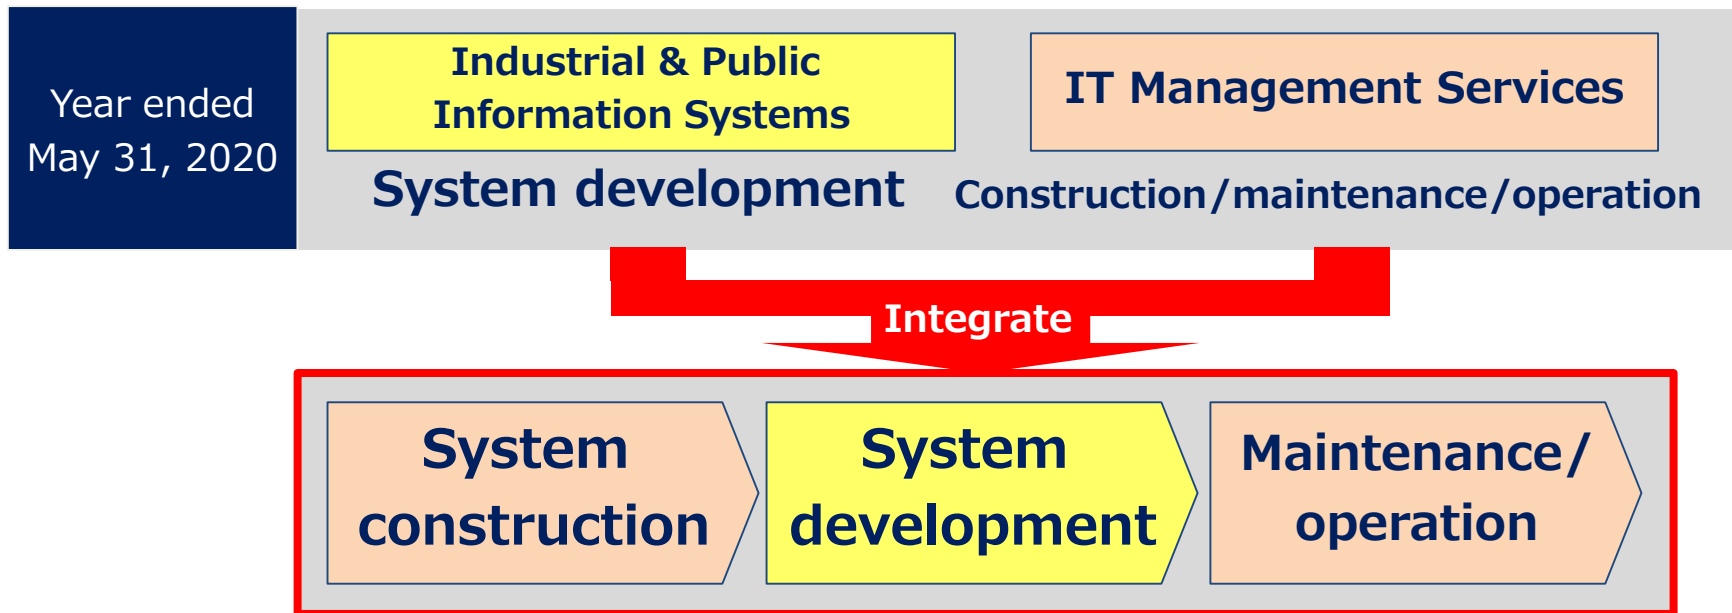 Year ended
May 31, 2020
Industrial & Public
Information Systems
System development
IT Management Services
Construction/maintenance/operation
Integrate
System
construction
System
development
Maintenance/
operation